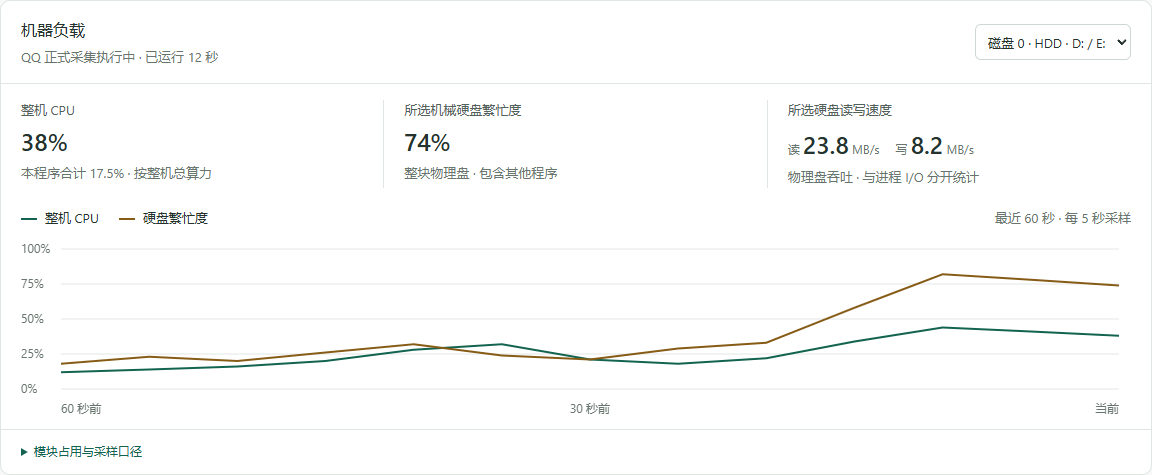 机器负载
QQ 正式采集执行中 · 已运行 12 秒
磁盘 0 · HDD · D: / E:
整机 CPU
38%
本程序合计 17.5% · 按整机总算力
所选机械硬盘繁忙度
74%
整块物理盘 · 包含其他程序
所选硬盘读写速度
读 23.8 MB/s 写 8.2 MB/s
物理盘吞吐 · 与进程 I/O 分开统计
整机 CPU 硬盘繁忙度
最近 60 秒 · 每 5 秒采样
100%
75%
50%
25%
0%
60 秒前 30 秒前 当前
模块占用与采样口径